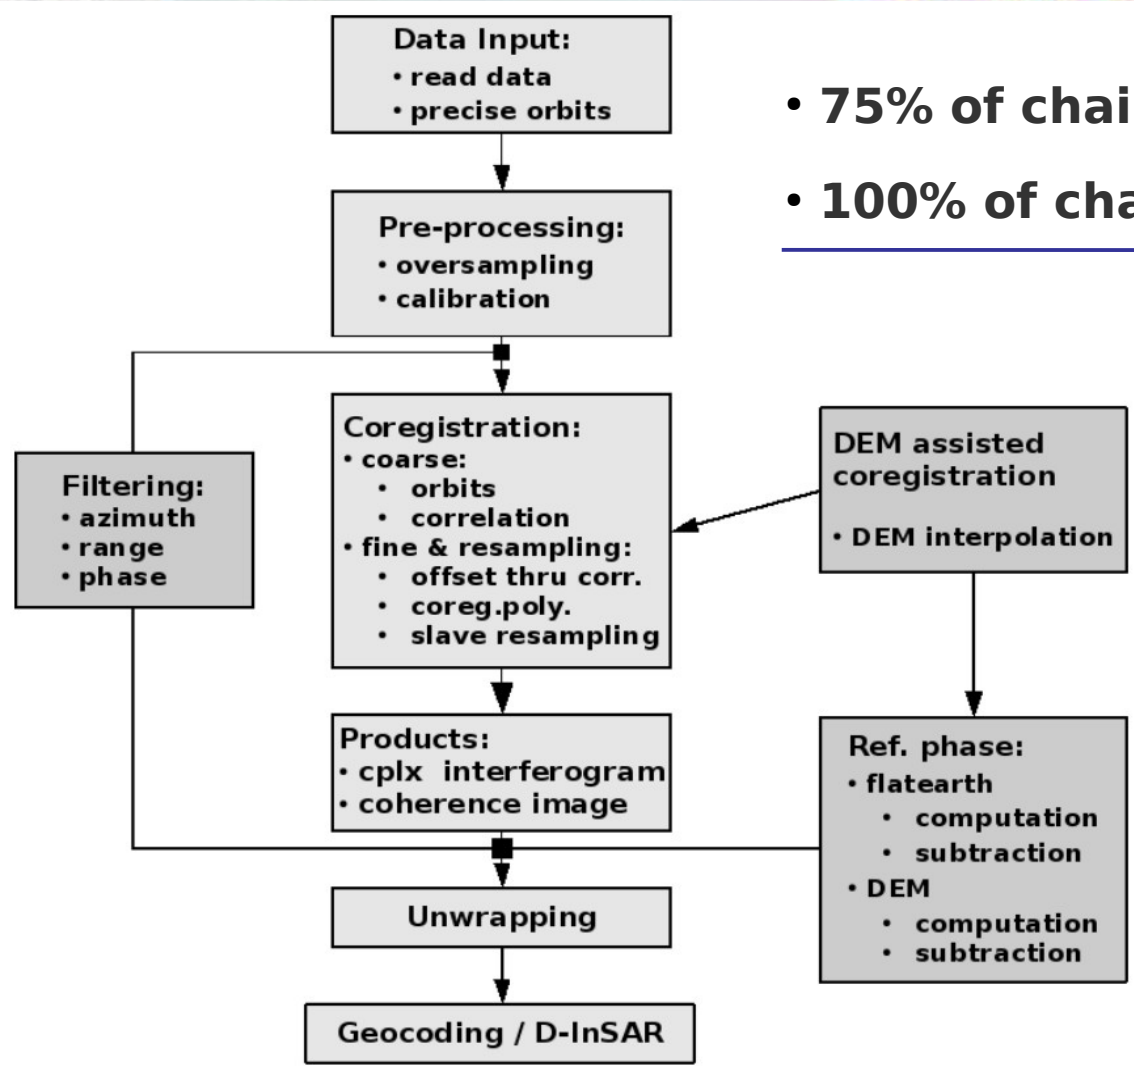 Data Input:
• read data
• precise orbits
• 75% of
• 100% of
Pre-processing:
• oversampling
• calibration
Coregistration:
• coarse:
• orbits
• correlation
• fine & resampling:
• offset thru corr.
• coreg.poly.
• slave resampling
DEM assisted
coregistration
• DEM interpolation
Filtering:
• azimuth
• range
• phase
Products:
• cplx interferogram
• coherence image
Ref. phase:
• flatearth
• computation
• subtraction
• DEM
• computation
• subtraction
Unwrapping
Geocoding / D-InSAR